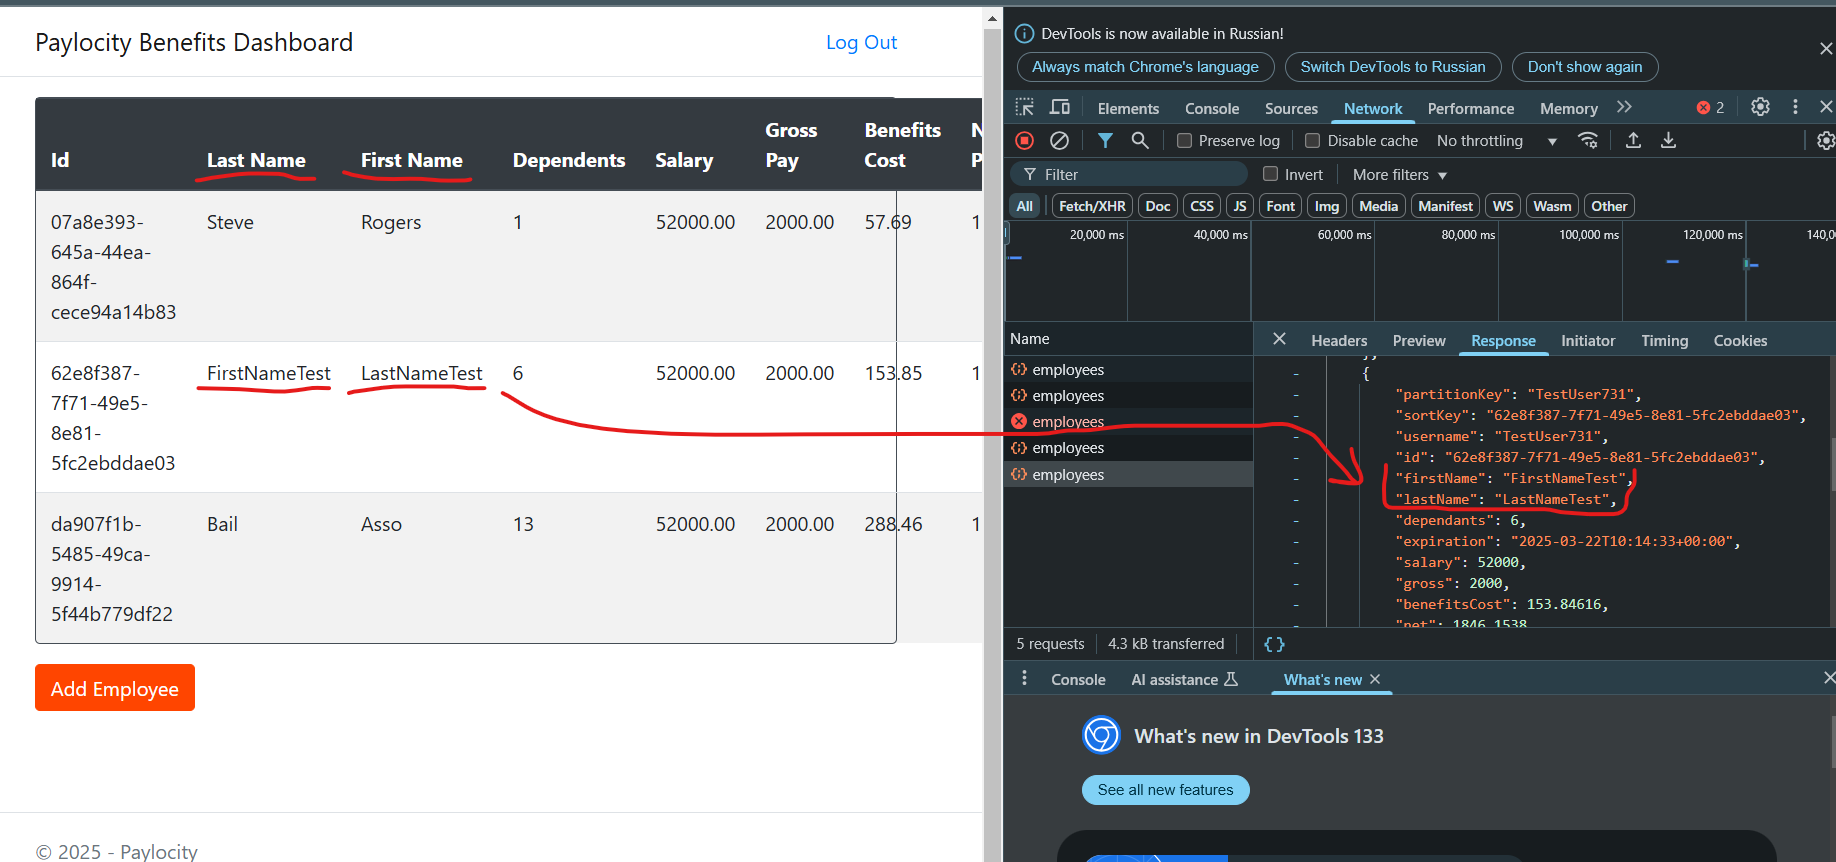 Paylocity Benefits Dashboard
Log Out
Id Last Name First Name Dependents Salary Gross Pay Benefits Cost
07a8e393-645a-44ea-864f-cece94a14b83 Steve Rogers 1 52000.00 2000.00 57.69 1
62e8f387-7f71-49e5-8e81-5fc2ebddae03 FirstNameTest LastNameTest 6 52000.00 2000.00 153.85 1
da907f1b-5485-49ca-9914-5f44b779df22 Bail Asso 13 52000.00 2000.00 288.46 1
Add Employee
© 2025 - Paylocity
DevTools is now available in Russian!
Always match Chrome's language Switch DevTools to Russian Don't show again
Elements Console Sources Network Performance Memory 2
Preserve log Disable cache No throttling
Filter Invert More filters
All Fetch/XHR Doc CSS JS Font Img Media Manifest WS Wasm Other
20,000 ms 40,000 ms 60,000 ms 80,000 ms 100,000 ms 120,000 ms 140,0
Name
employees
employees
employees
employees
employees
Headers Preview Response Initiator Timing Cookies
},
{
"partitionKey": "TestUser731",
"sortKey": "62e8f387-7f71-49e5-8e81-5fc2ebddae03",
"username": "TestUser731",
"id": "62e8f387-7f71-49e5-8e81-5fc2ebddae03",
"firstName": "FirstNameTest",
"lastName": "LastNameTest",
"dependants": 6,
"expiration": "2025-03-22T10:14:33+00:00",
"salary": 52000,
"gross": 2000,
"benefitsCost": 153.84616,
"net": 1846.1538
5 requests 4.3 kB transferred { }
Console AI assistance What's new
What's new in DevTools 133
See all new features